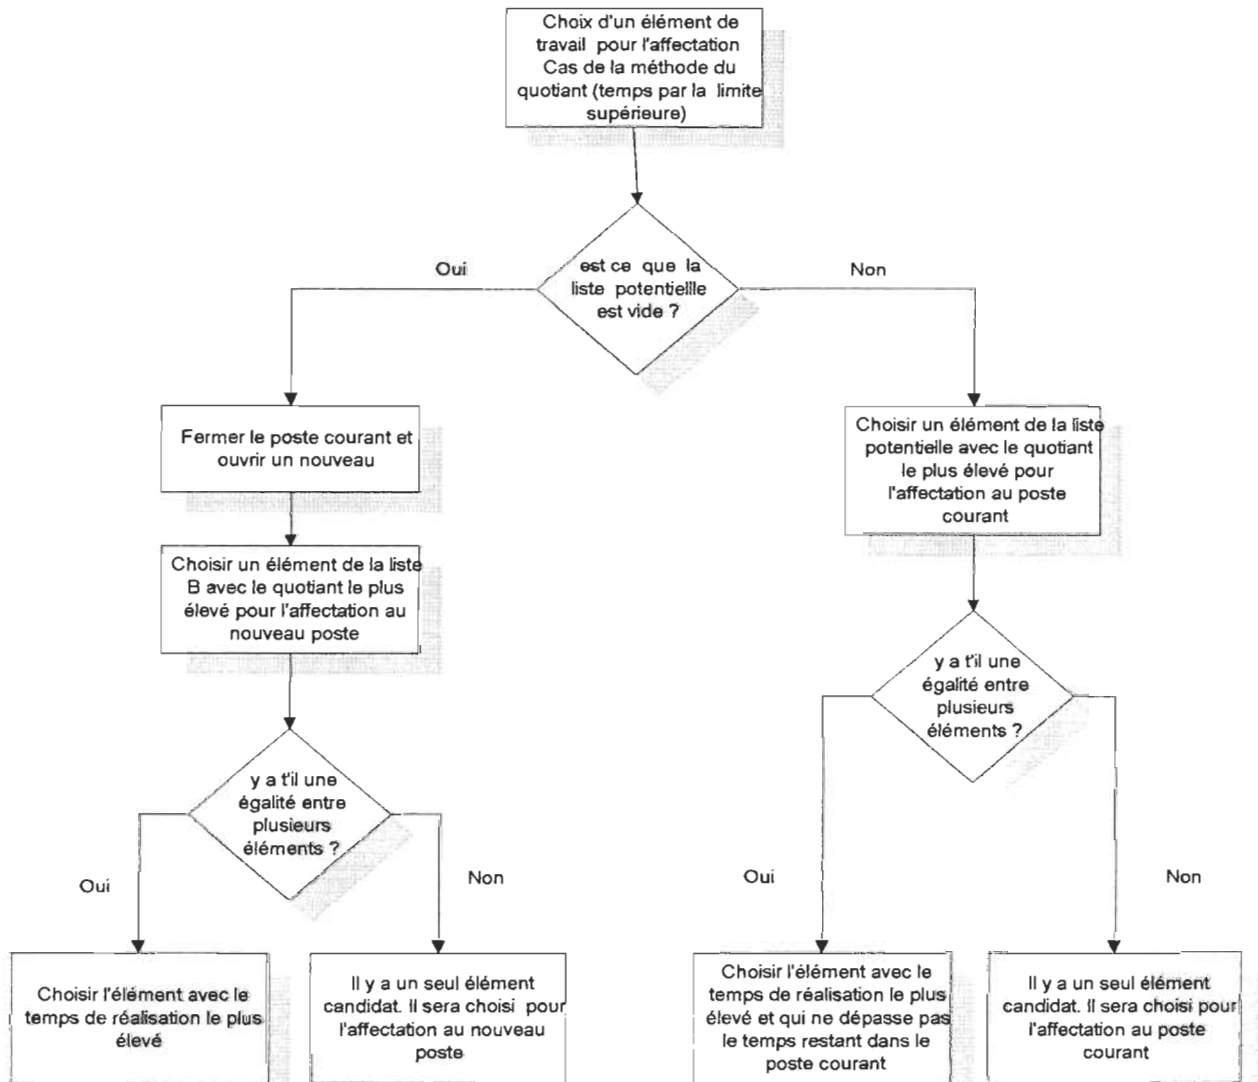 Choix d'un élément de
travail pour l'affectation
Cas de la méthode du
quotiant (temps par la limite
supérieure)
Oui
est ce que la
liste potentiellle
est vide ?
Non
Fermer le poste courant et
ouvrir un nouveau
Choisir un élément de la liste
potentielle avec le quotiant
le plus élevé pour
l'affectation au poste
courant
Choisir un élément de la liste
B avec le quotiant le plus
élevé pour l'affectation au
nouveau poste
y a t'il une
égalité entre
plusieurs
éléments ?
y a t'il une
égalité entre
plusieurs
éléments ?
Oui
Non
Oui
Non
Choisir l'élément avec le
temps de réalisation le plus
élevé
Il y a un seul élément
candidat. Il sera choisi pour
l'affectation au nouveau
poste
Choisir l'élément avec le
temps de réalisation le plus
élevé et qui ne dépasse pas
le temps restant dans le
poste courant
Il y a un seul élément
candidat. Il sera choisi pour
l'affectation au poste
courant